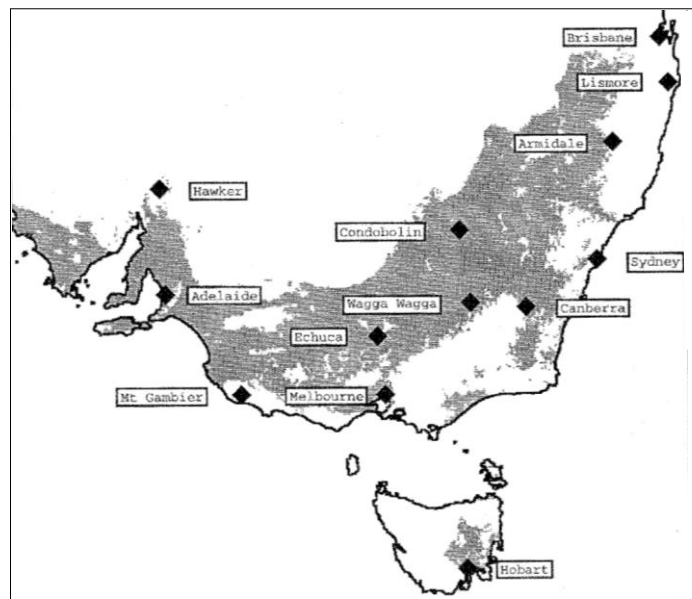 Brisbane
Lismore
Armidale
Hawker
Condobolin
Sydney
Adelaide
Wagga Wagga
Canberra
Echuca
Mt Gambier
Melbourne
Hobart